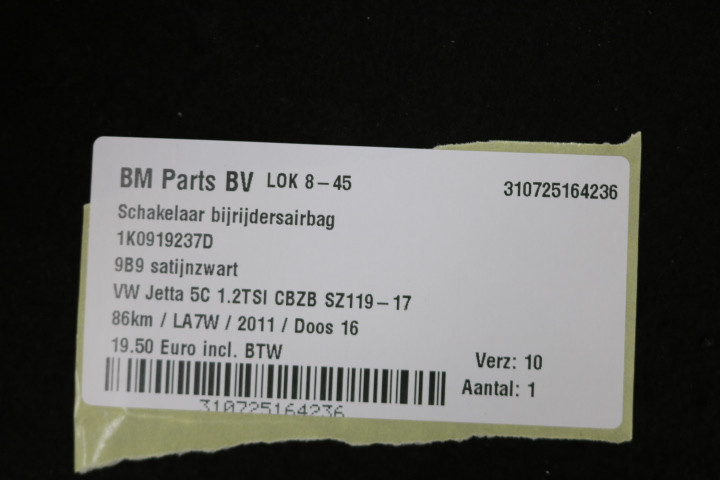 BM Parts BV LOK 8-45 310725164236
Schakelaar bijrijdersairbag
1K0919237D
9B9 satijnzwart
VW Jetta 5C 1.2TSI CBZB SZ119-17
86km / LA7W / 2011 / Doos 16
19.50 Euro incl. BTW Verz: 10
Aantal: 1
310725164236